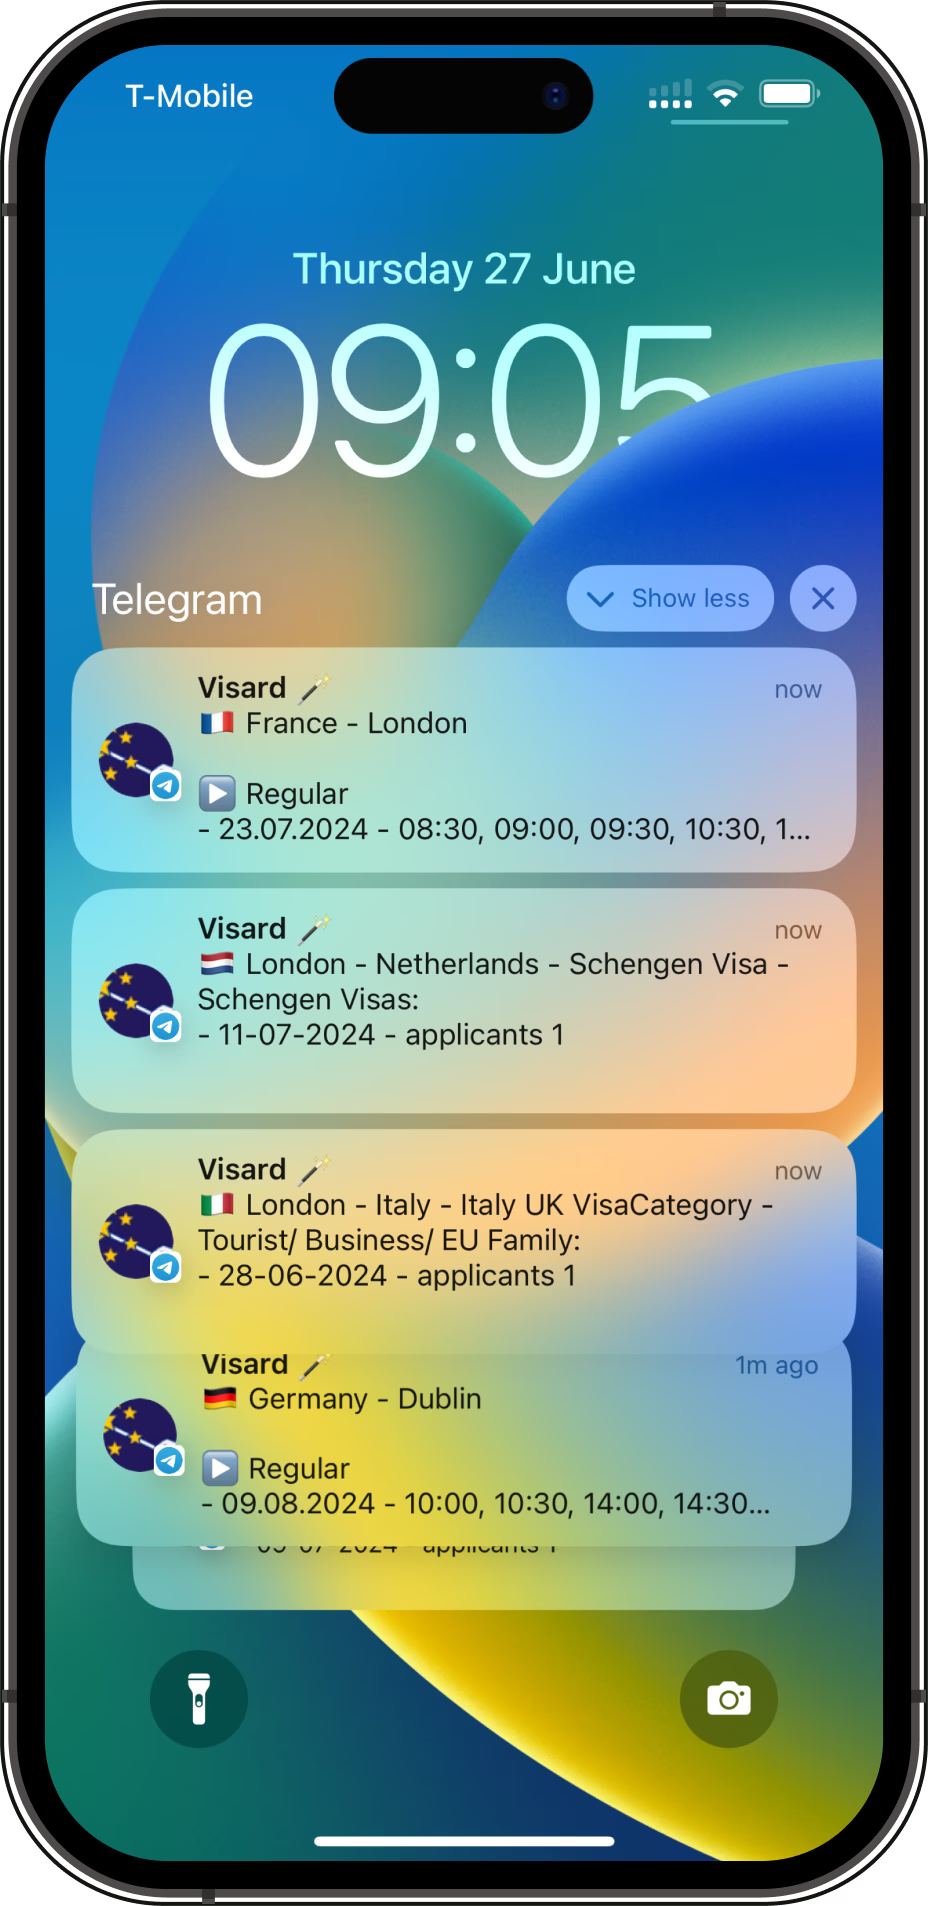 T-Mobile
Thursday 27 June
09:05
Telegram
Show less
Visard 🪄
now
🇫🇷 France - London
▶️ Regular
- 23.07.2024 - 08:30, 09:00, 09:30, 10:30, 1...
Visard 🪄
now
🇳🇱 London - Netherlands - Schengen Visa -
Schengen Visas:
- 11-07-2024 - applicants 1
Visard 🪄
now
🇮🇹 London - Italy - Italy UK VisaCategory -
Tourist/ Business/ EU Family:
- 28-06-2024 - applicants 1
Visard 🪄
1m ago
🇩🇪 Germany - Dublin
▶️ Regular
- 09.08.2024 - 10:00, 10:30, 14:00, 14:30...
applicants 1